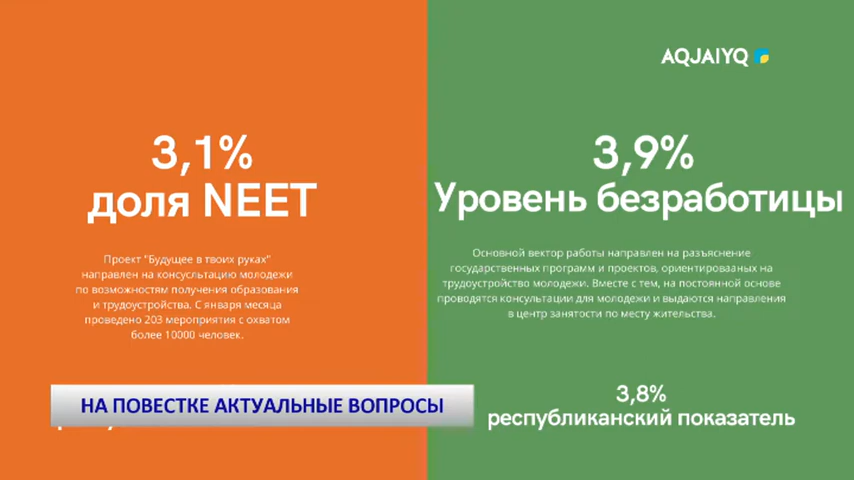 AQJAIYQ
3,1%
доля NEET
Проект "Будущее в твоих руках"
направлен на консусльтацию молодежи
по возможностям получения образования
и трудоустройства. С января месяца
проведено 203 мероприятия с охватом
более 10000 человек.
3,9%
Уровень безработицы
Основной вектор работы направлен на разъяснение
государственных программ и проектов, ориентированах на
трудоустройство молодежи. Вместе с тем, на постоянной основе
проводятся консультации для молодежи и выдаются направления
в центр занятости по месту жительства.
3,8%
республиканский показатель
НА ПОВЕСТКЕ АКТУАЛЬНЫЕ ВОПРОСЫ